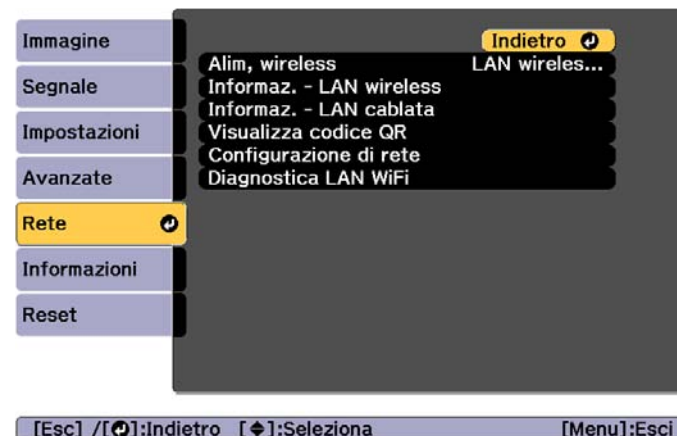 Immagine
Segnale
Impostazioni
Avanzate
Rete
Informazioni
Reset
Indietro
Alim, wireless LAN wireles...
Informaz. - LAN wireless
Informaz. - LAN cablata
Visualizza codice QR
Configurazione di rete
Diagnostica LAN WiFi
[Esc] /[⏎]:Indietro [◆]:Seleziona [Menu]:Esci